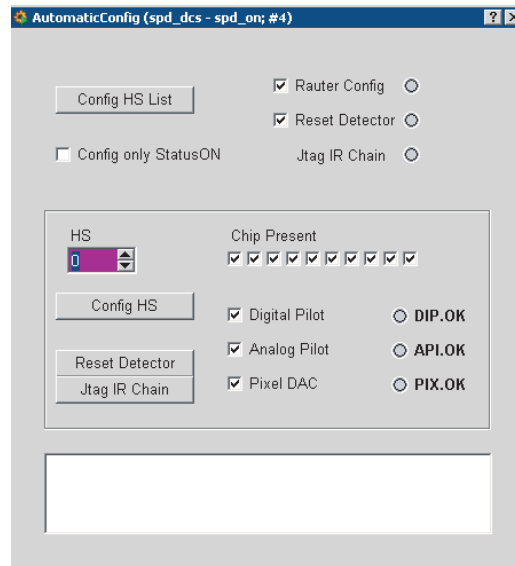 AutomaticConfig (spd_dcs - spd_on; #4)
Config HS List
Rauter Config
Reset Detector
Config only StatusON
Jtag IR Chain
HS
Chip Present
0
Config HS
Digital Pilot
DIP.OK
Analog Pilot
API.OK
Reset Detector
Jtag IR Chain
Pixel DAC
PIX.OK